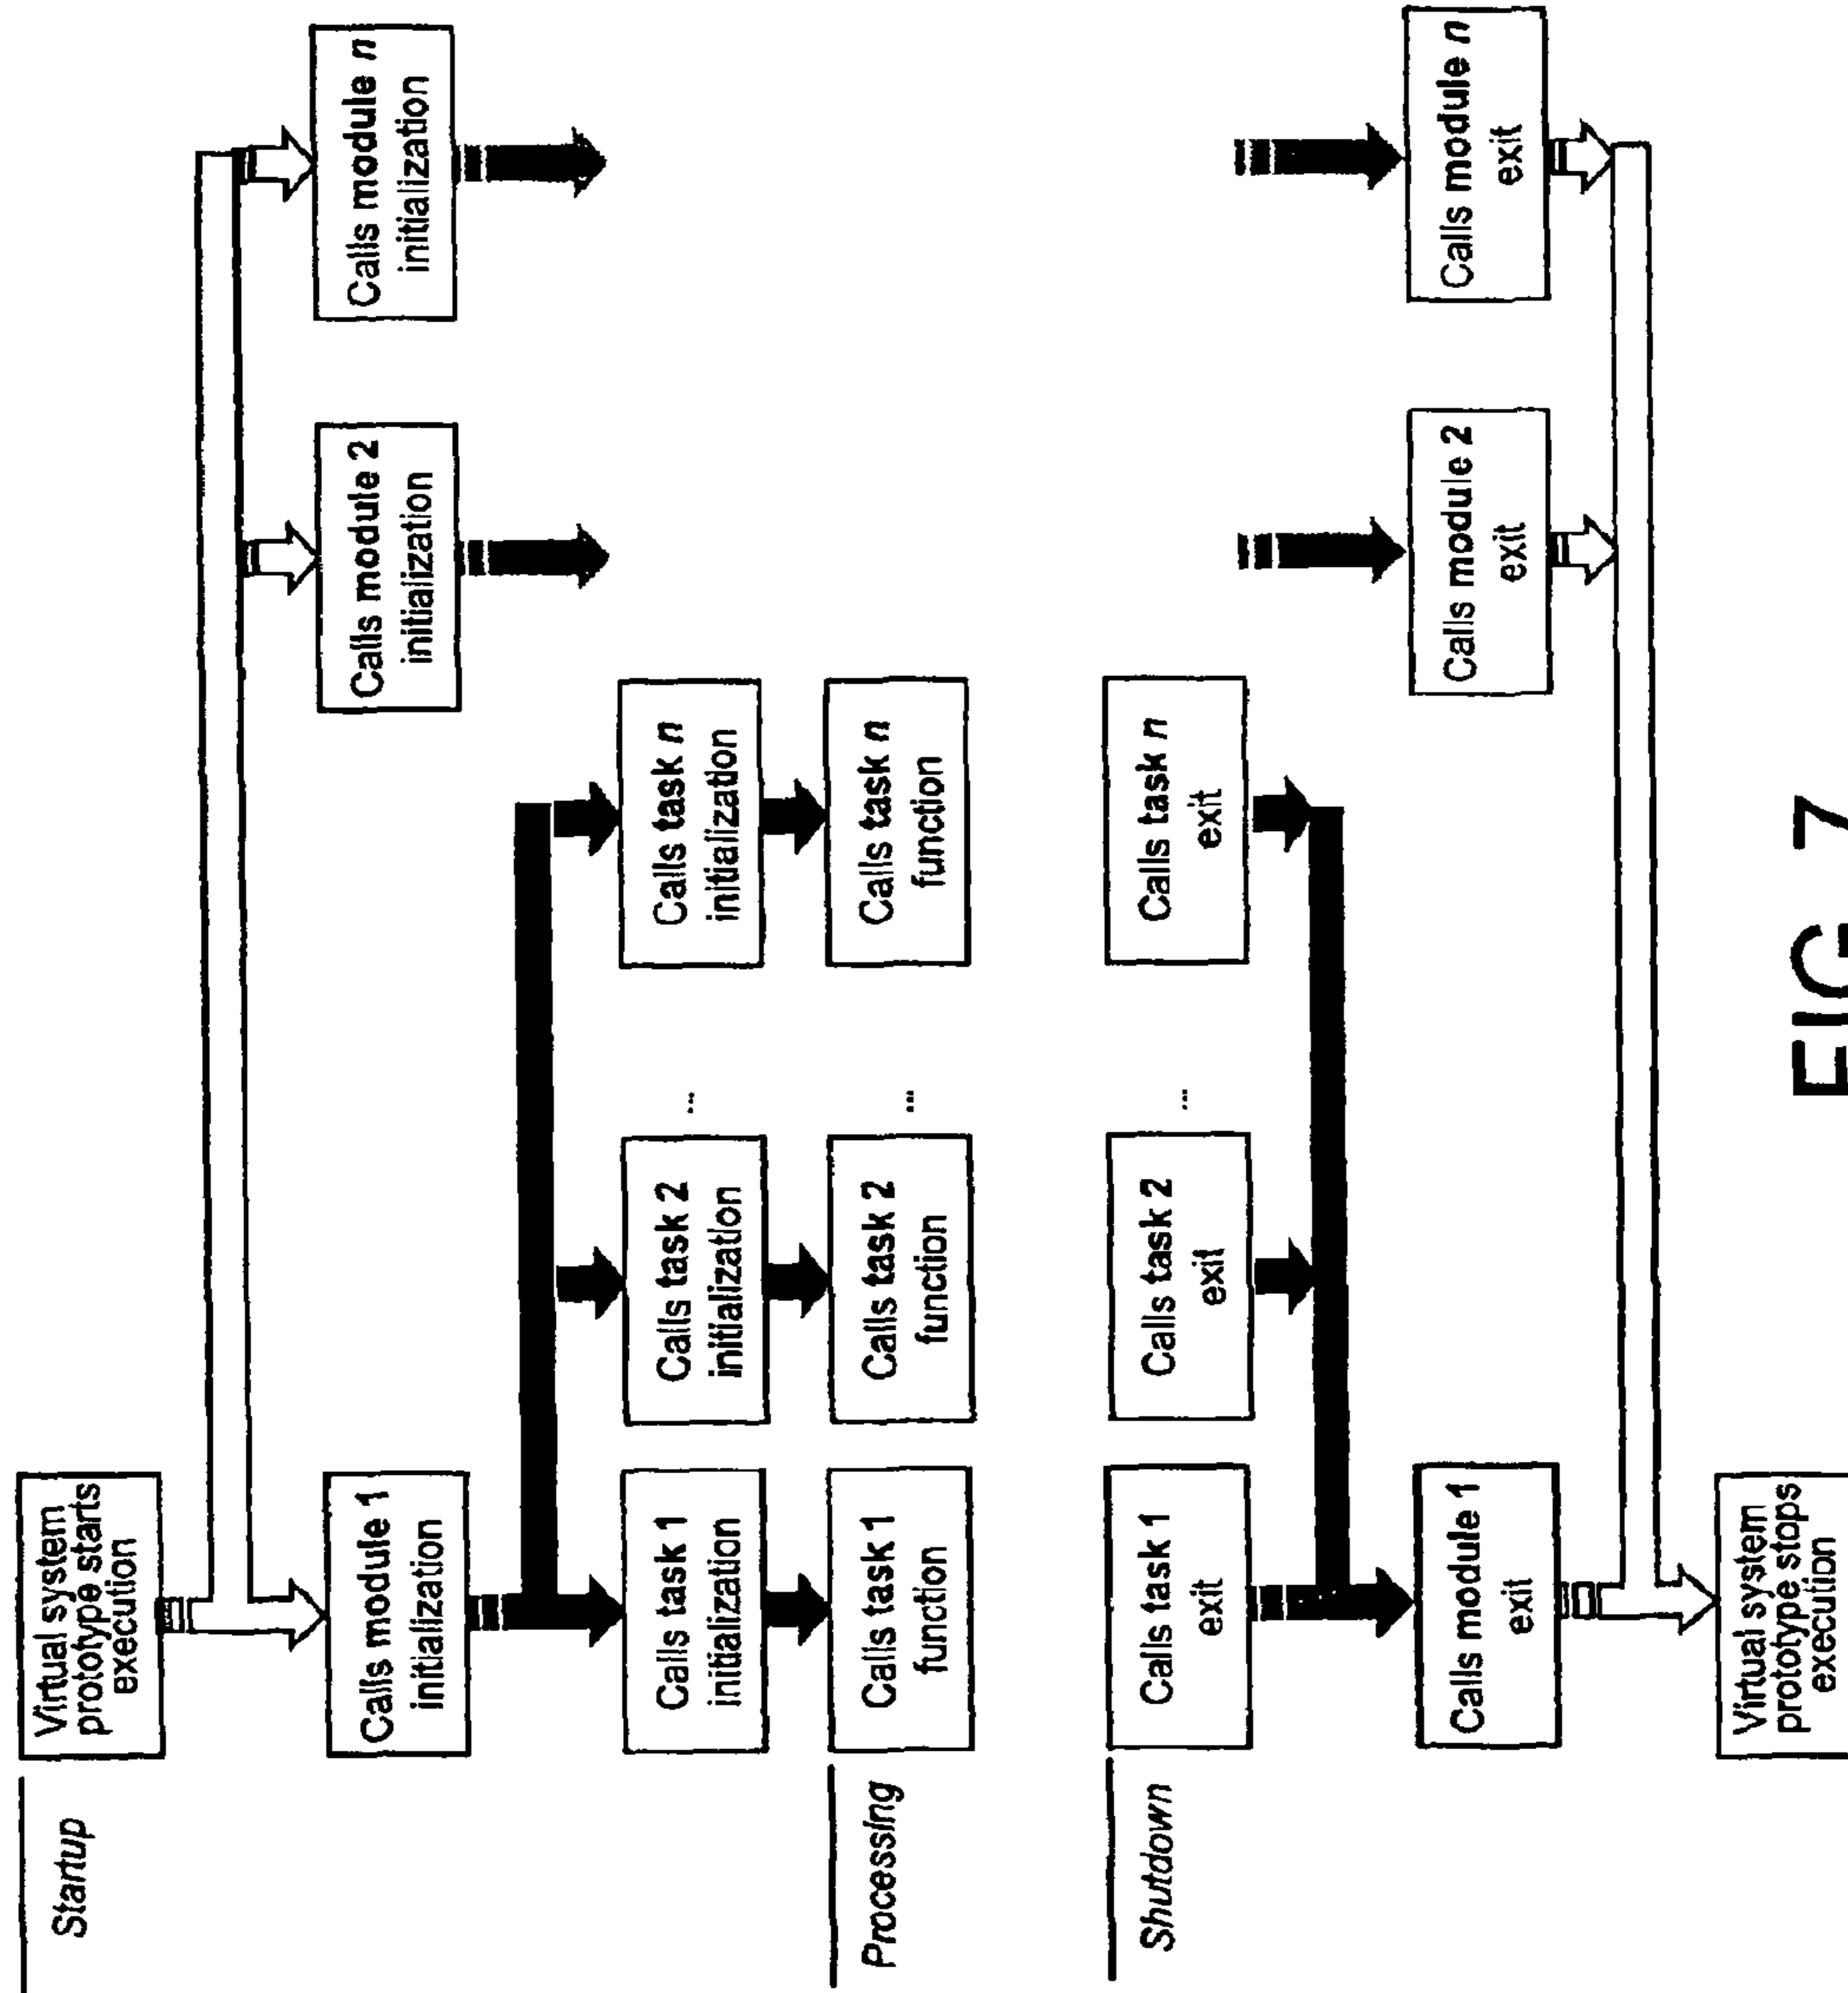 Startup
Virtual system
prototype starts
execution
Calls module 1
initialization
Calls module 2
initialization
Calls module n
initialization
Calls task 1
initialization
Calls task 2
initialization
...
Calls task n
initialization
Processing
Calls task 1
function
Calls task 2
function
...
Calls task n
function
Shutdown
Calls task 1
exit
Calls task 2
exit
...
Calls task n
exit
Calls module 1
exit
Calls module 2
exit
Calls module n
exit
Virtual system
prototype stops
execution
FIG 7